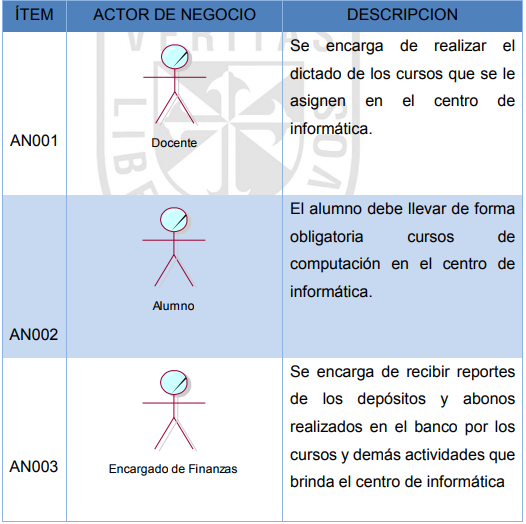 ÍTEM ACTOR DE NEGOCIO DESCRIPCION
VERITAS
LIBE
SOV
AN001
Docente
Se encarga de realizar el
dictado de los cursos que se le
asignen en el centro de
informática.
AN002
Alumno
El alumno debe llevar de forma
obligatoria cursos de
computación en el centro de
informática.
AN003
Encargado de Finanzas
Se encarga de recibir reportes
de los depósitos y abonos
realizados en el banco por los
cursos y demás actividades que
brinda el centro de informática